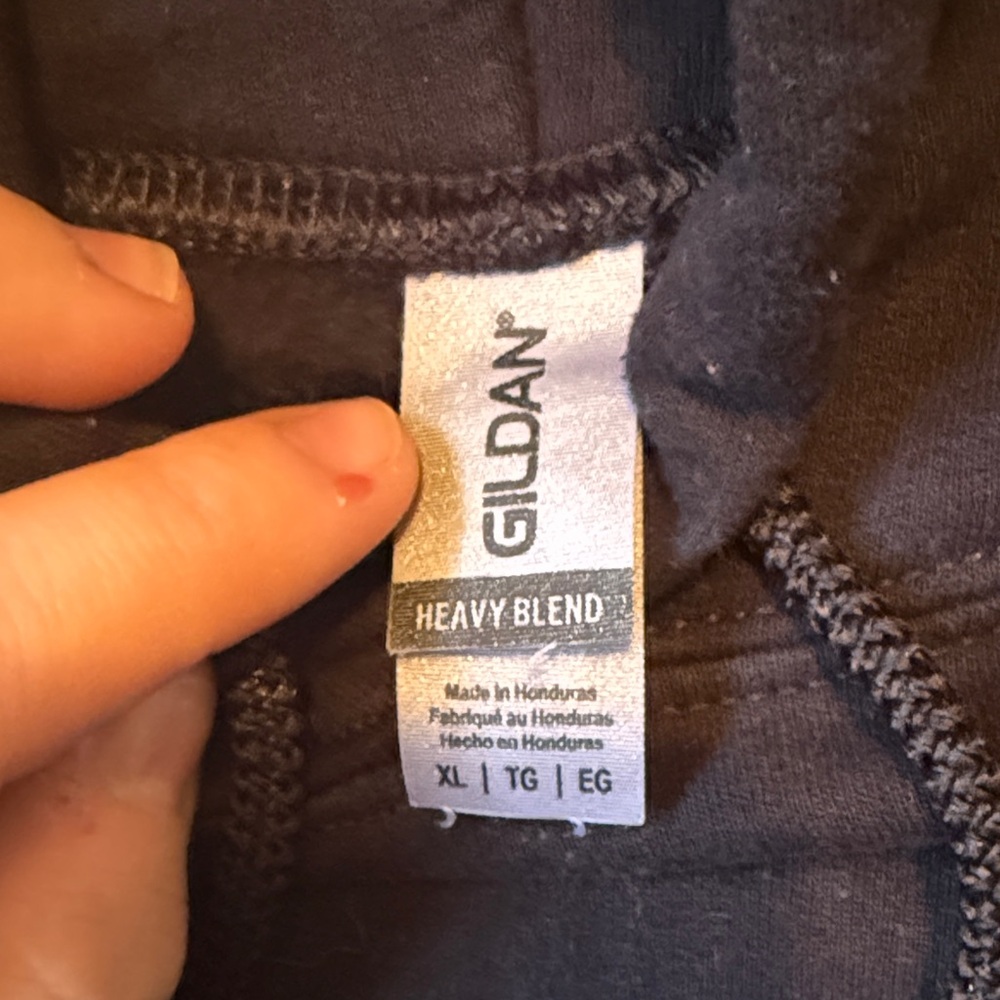 GILDAN®
HEAVY BLEND
Made in Honduras
Fabriqué au Honduras
Hecho en Honduras
XL | TG | EG